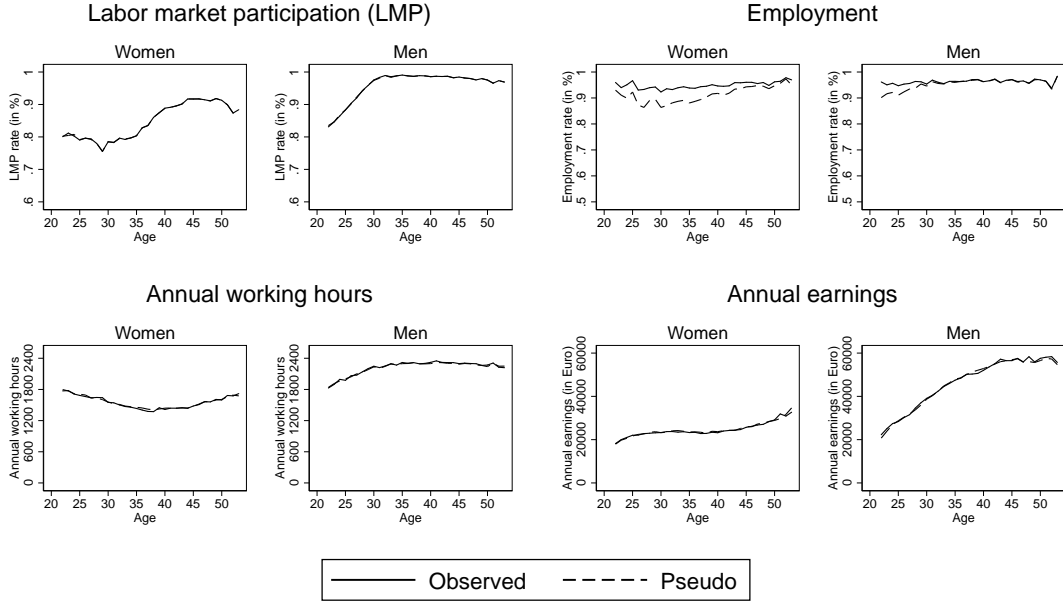 Labor market participation (LMP)
Women
Men
LMP rate (in %)
.6 .7 .8 .9 1
20 25 30 35 40 45 50
Age
LMP rate (in %)
.6 .7 .8 .9 1
20 25 30 35 40 45 50
Age
Employment
Women
Men
Employment rate (in %)
.5 .6 .7 .8 .9 1
20 25 30 35 40 45 50
Age
Employment rate (in %)
.5 .6 .7 .8 .9 1
20 25 30 35 40 45 50
Age
Annual working hours
Women
Men
Annual working hours
0 600 1200 1800 2400
20 25 30 35 40 45 50
Age
Annual working hours
0 600 1200 1800 2400
20 25 30 35 40 45 50
Age
Annual earnings
Women
Men
Annual earnings (in Euro)
0 20000 40000 60000
20 25 30 35 40 45 50
Age
Annual earnings (in Euro)
0 20000 40000 60000
20 25 30 35 40 45 50
Age
Observed
Pseudo